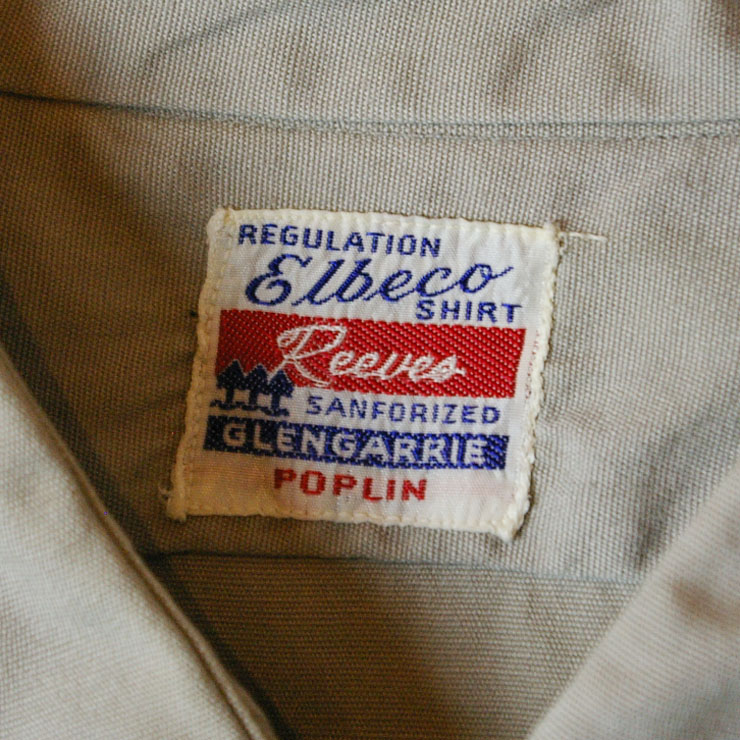 REGULATION
Elbeco
SHIRT
Reeves
SANFORIZED
GLENGARRIE
POPLIN